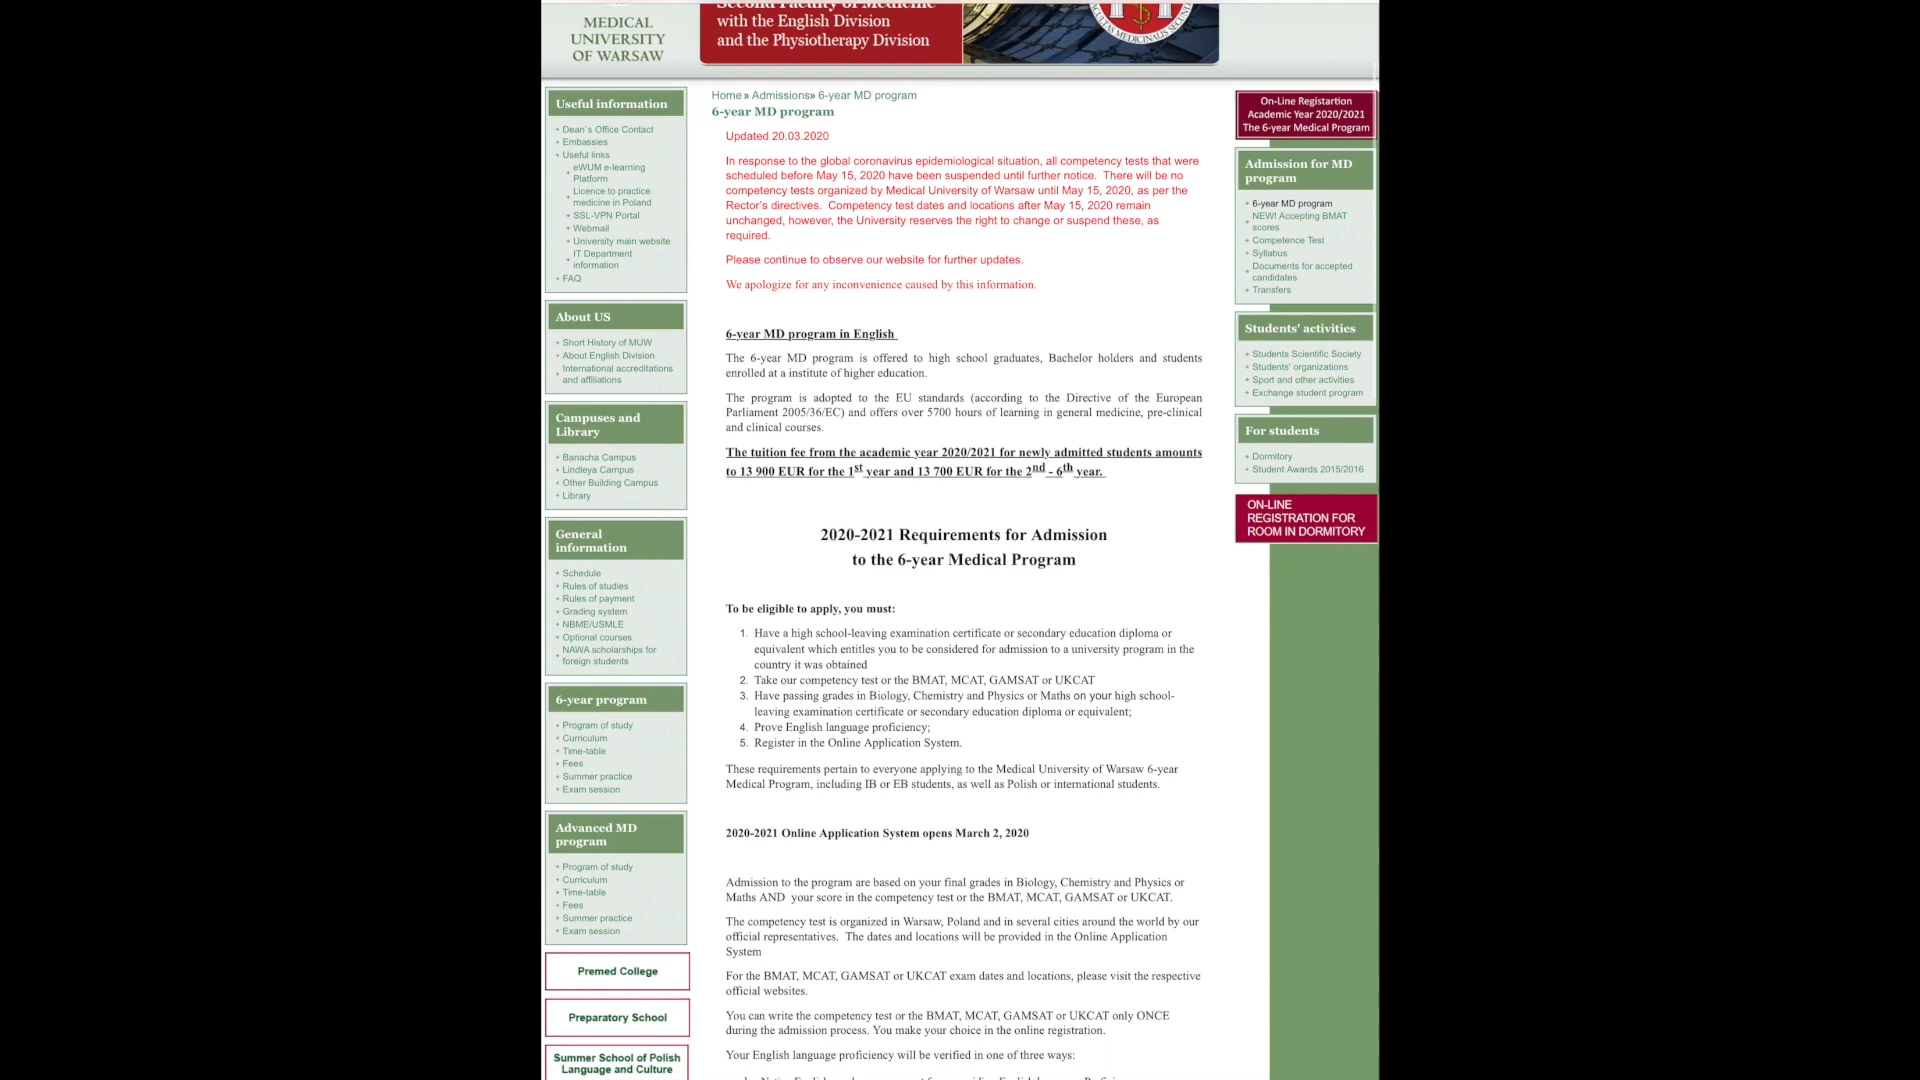 MEDICAL
UNIVERSITY
OF WARSAW
Second Faculty of Medicine
with the English Division
and the Physiotherapy Division
Useful information
Dean`s Office Contact
Embassies
Useful links
eWUM e-learning
Platform
Licence to practice
medicine in Poland
SSL-VPN Portal
Webmail
University main website
IT Department
information
FAQ
About US
Short History of MUW
About English Division
International accreditations
and affiliations
Campuses and
Library
Banacha Campus
Lindleya Campus
Other Building Campus
Library
General
information
Schedule
Rules of studies
Rules of payment
Grading system
NBME/USMLE
Optional courses
NAWA scholarships for
foreign students
6-year program
Program of study
Curriculum
Time-table
Fees
Summer practice
Exam session
Advanced MD
program
Program of study
Curriculum
Time-table
Fees
Summer practice
Exam session
Premed College
Preparatory School
Summer School of Polish
Language and Culture
Home » Admissions» 6-year MD program
6-year MD program
Updated 20.03.2020
In response to the global coronavirus epidemiological situation, all competency tests that were
scheduled before May 15, 2020 have been suspended until further notice. There will be no
competency tests organized by Medical University of Warsaw until May 15, 2020, as per the
Rector's directives. Competency test dates and locations after May 15, 2020 remain
unchanged, however, the University reserves the right to change or suspend these, as
required.
Please continue to observe our website for further updates.
We apologize for any inconvenience caused by this information.
6-year MD program in English
The 6-year MD program is offered to high school graduates, Bachelor holders and students
enrolled at a institute of higher education.
The program is adopted to the EU standards (according to the Directive of the European
Parliament 2005/36/EC) and offers over 5700 hours of learning in general medicine, pre-clinical
and clinical courses.
The tuition fee from the academic year 2020/2021 for newly admitted students amounts
to 13 900 EUR for the 1st year and 13 700 EUR for the 2nd - 6th year.
2020-2021 Requirements for Admission
to the 6-year Medical Program
To be eligible to apply, you must:
1. Have a high school-leaving examination certificate or secondary education diploma or
equivalent which entitles you to be considered for admission to a university program in the
country it was obtained
2. Take our competency test or the BMAT, MCAT, GAMSAT or UKCAT
3. Have passing grades in Biology, Chemistry and Physics or Maths on your high school-
leaving examination certificate or secondary education diploma or equivalent;
4. Prove English language proficiency;
5. Register in the Online Application System.
These requirements pertain to everyone applying to the Medical University of Warsaw 6-year
Medical Program, including IB or EB students, as well as Polish or international students.
2020-2021 Online Application System opens March 2, 2020
Admission to the program are based on your final grades in Biology, Chemistry and Physics or
Maths AND your score in the competency test or the BMAT, MCAT, GAMSAT or UKCAT.
The competency test is organized in Warsaw, Poland and in several cities around the world by our
official representatives. The dates and locations will be provided in the Online Application
System
For the BMAT, MCAT, GAMSAT or UKCAT exam dates and locations, please visit the respective
official websites.
You can write the competency test or the BMAT, MCAT, GAMSAT or UKCAT only ONCE
during the admission process. You make your choice in the online registration.
Your English language proficiency will be verified in one of three ways:
On-Line Registartion
Academic Year 2020/2021
The 6-year Medical Program
Admission for MD
program
6-year MD program
NEW! Accepting BMAT
scores
Competence Test
Syllabus
Documents for accepted
candidates
Transfers
Students' activities
Students Scientific Society
Students' organizations
Sport and other activities
Exchange student program
For students
Dormitory
Student Awards 2015/2016
ON-LINE
REGISTRATION FOR
ROOM IN DORMITORY